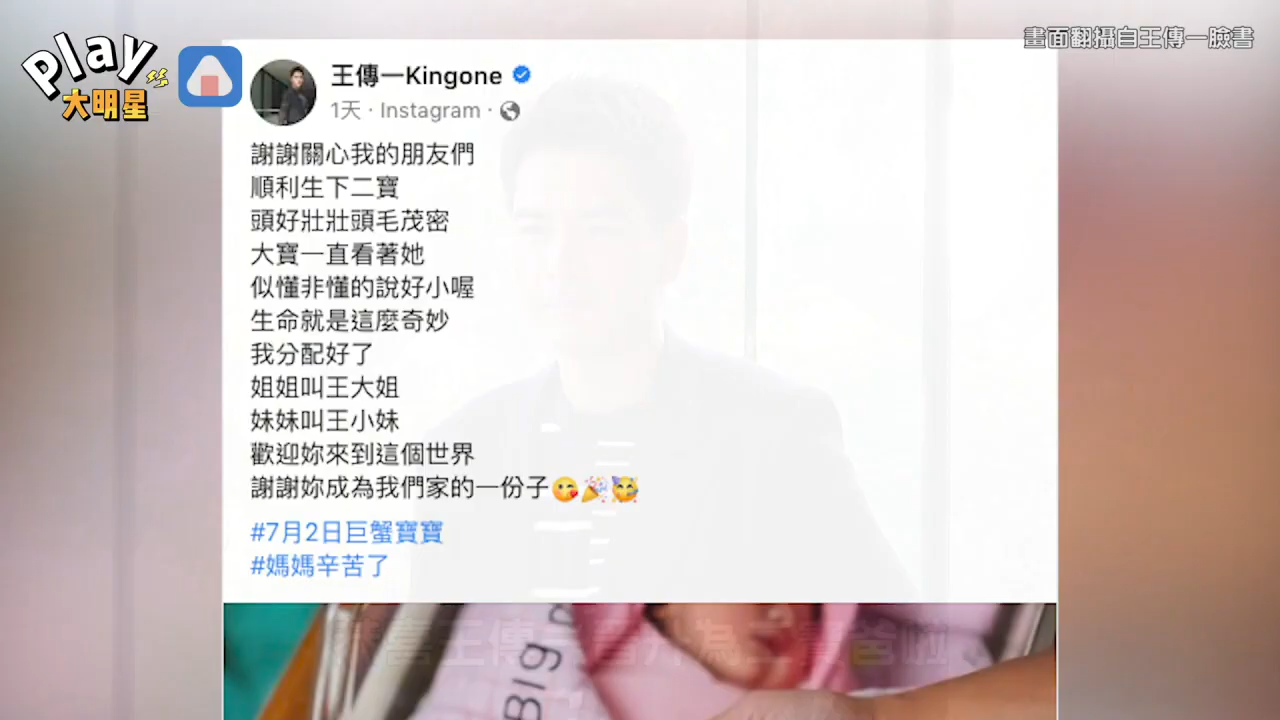 Play
大明星
畫面翻攝自王傳一臉書
王傳一Kingone
1天 · Instagram ·
謝謝關心我的朋友們
順利生下二寶
頭好壯壯頭毛茂密
大寶一直看著她
似懂非懂的說好小喔
生命就是這麼奇妙
我分配好了
姐姐叫王大姐
妹妹叫王小妹
歡迎妳來到這個世界
謝謝妳成為我們家的一份子😋🎉🥳
#7月2日巨蟹寶寶
#媽媽辛苦了
Big